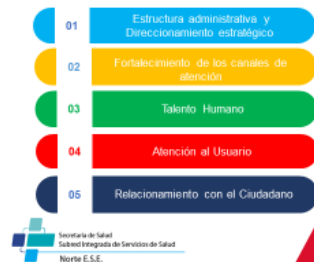 01
Estructura administrativa y
Direccionamiento estratégico
02
Fortalecimiento de los canales de
atención
03
Talento Humano
04
Atención al Usuario
05
Relacionamiento con el Ciudadano
Secretaría de Salud
Subred Integrada de Servicios de Salud
Norte E.S.E.